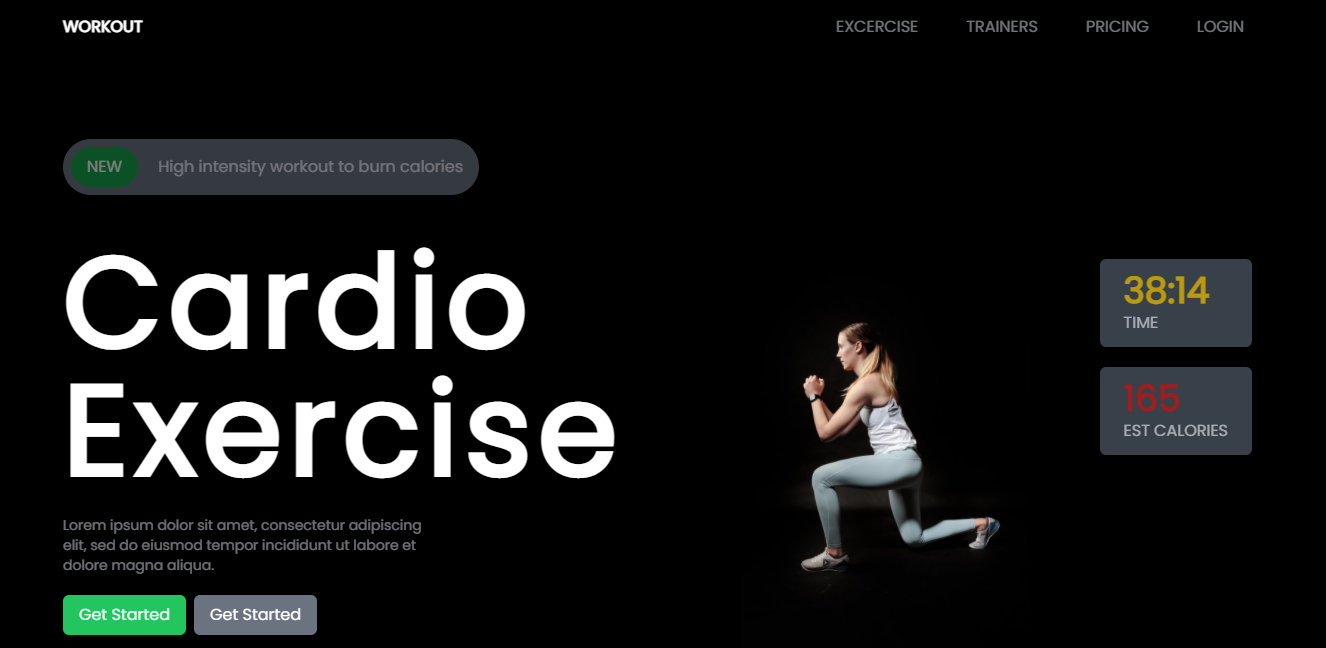 WORKOUT
EXCERCISE TRAINERS PRICING LOGIN
NEW High intensity workout to burn calories
Cardio
Exercise
38:14
TIME
165
EST CALORIES
Lorem ipsum dolor sit amet, consectetur adipiscing
elit, sed do eiusmod tempor incididunt ut labore et
dolore magna aliqua.
Get Started Get Started